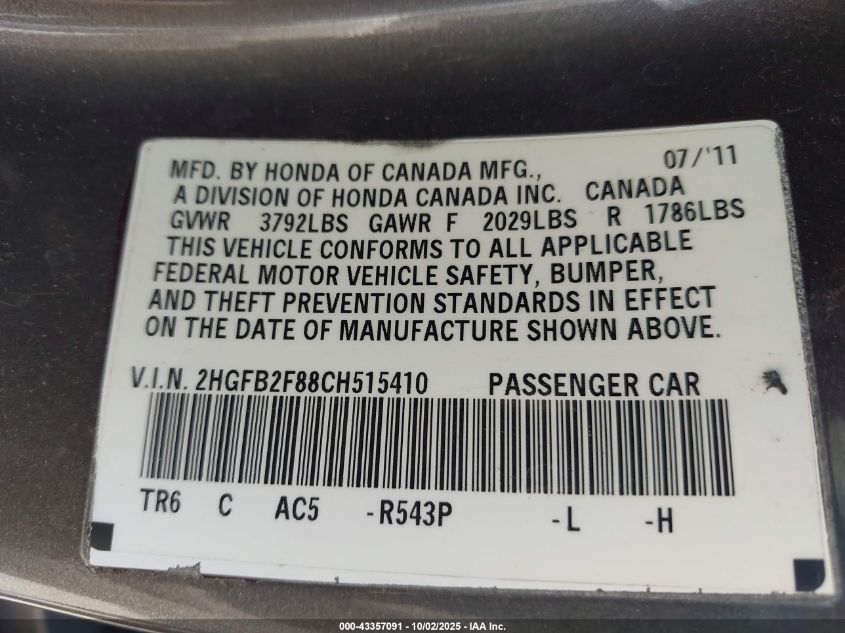 MFD. BY HONDA OF CANADA MFG., 07/'11
A DIVISION OF HONDA CANADA INC. CANADA
GVWR 3792LBS GAWR F 2029LBS R 1786LBS
THIS VEHICLE CONFORMS TO ALL APPLICABLE
FEDERAL MOTOR VEHICLE SAFETY, BUMPER,
AND THEFT PREVENTION STANDARDS IN EFFECT
ON THE DATE OF MANUFACTURE SHOWN ABOVE.
V.I.N. 2HGFB2F88CH515410 PASSENGER CAR
TR6 C AC5 -R543P -L -H
000-43357091 - 10/02/2025 - IAA Inc.